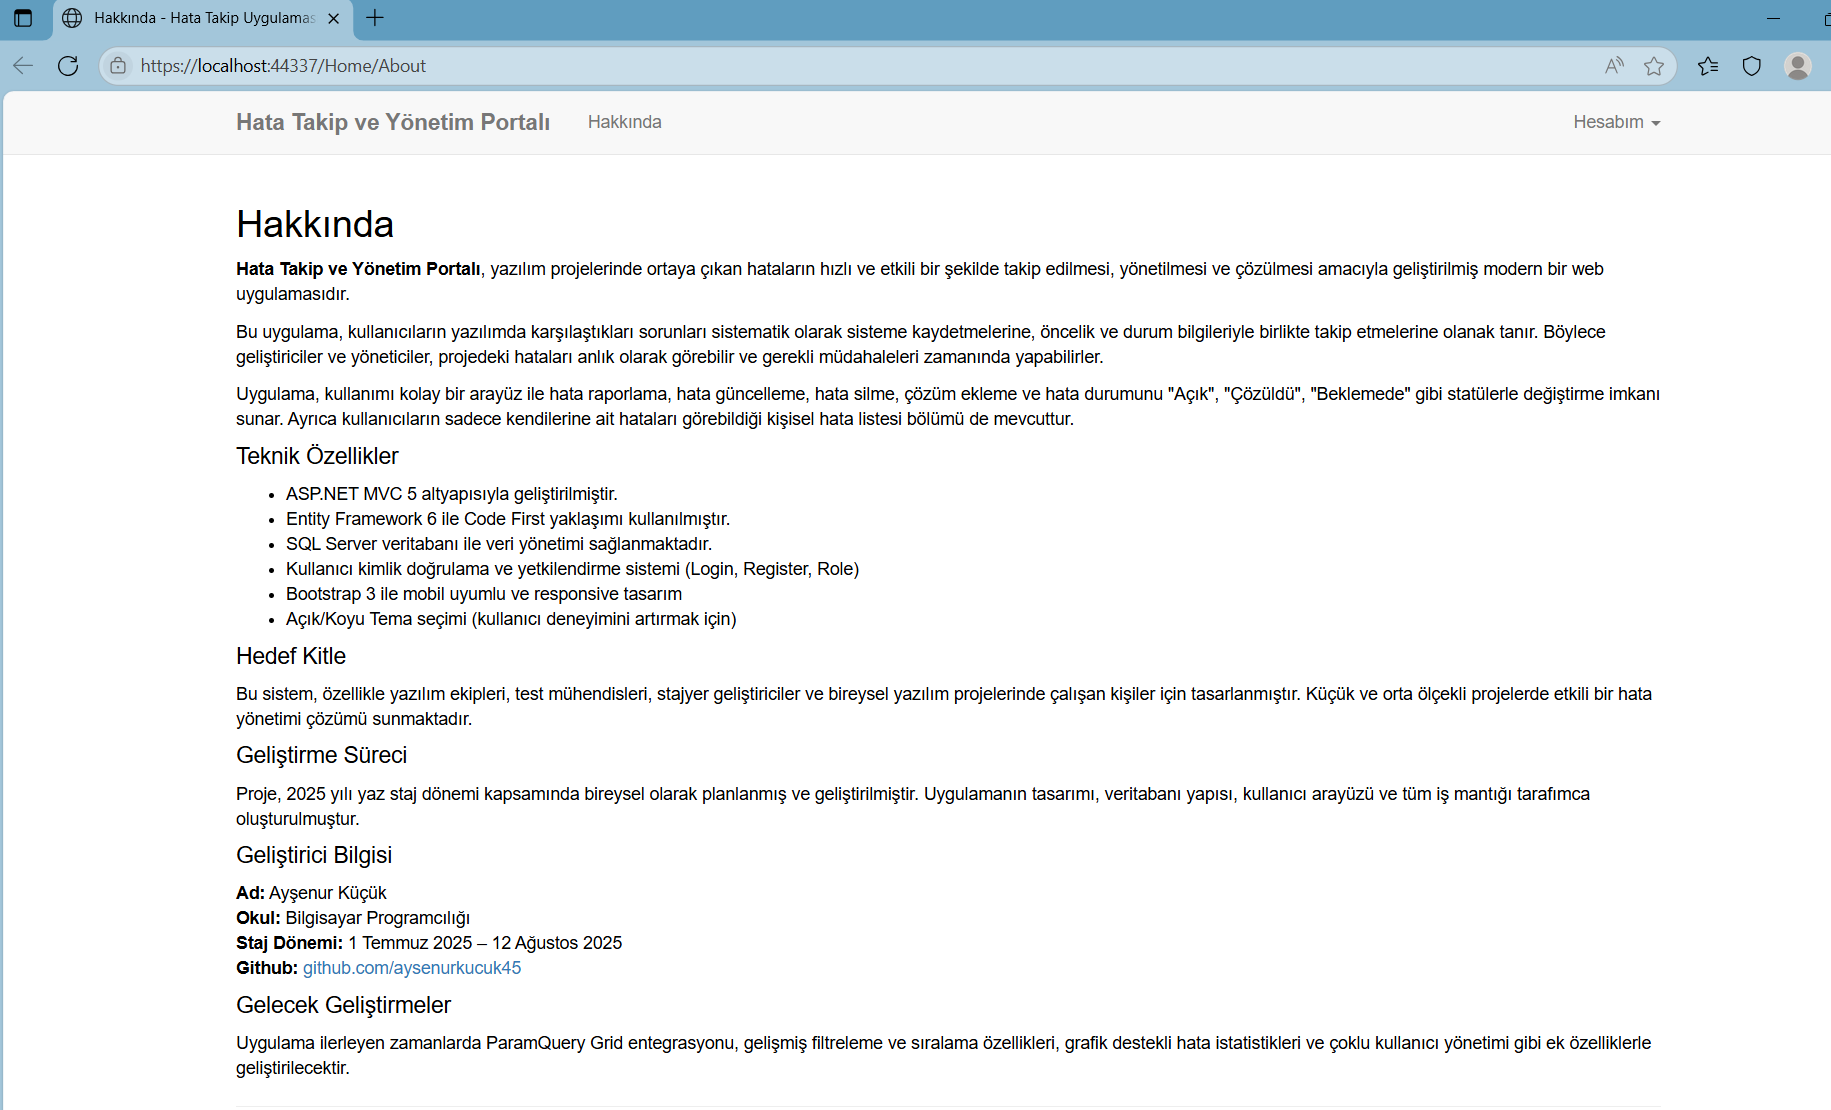 Hakkında - Hata Takip Uygulamas
https://localhost:44337/Home/About
Hata Takip ve Yönetim Portalı
Hakkında
Hesabım
Hakkında
Hata Takip ve Yönetim Portalı, yazılım projelerinde ortaya çıkan hataların hızlı ve etkili bir şekilde takip edilmesi, yönetilmesi ve çözülmesi amacıyla geliştirilmiş modern bir web
uygulamasıdır.
Bu uygulama, kullanıcıların yazılımda karşılaştıkları sorunları sistematik olarak sisteme kaydetmelerine, öncelik ve durum bilgileriyle birlikte takip etmelerine olanak tanır. Böylece
geliştiriciler ve yöneticiler, projedeki hataları anlık olarak görebilir ve gerekli müdahaleleri zamanında yapabilirler.
Uygulama, kullanımı kolay bir arayüz ile hata raporlama, hata güncelleme, hata silme, çözüm ekleme ve hata durumunu "Açık", "Çözüldü", "Beklemede" gibi statülerle değiştirme imkanı
sunar. Ayrıca kullanıcıların sadece kendilerine ait hataları görebildiği kişisel hata listesi bölümü de mevcuttur.
Teknik Özellikler
• ASP.NET MVC 5 altyapısıyla geliştirilmiştir.
• Entity Framework 6 ile Code First yaklaşımı kullanılmıştır.
• SQL Server veritabanı ile veri yönetimi sağlanmaktadır.
• Kullanıcı kimlik doğrulama ve yetkilendirme sistemi (Login, Register, Role)
• Bootstrap 3 ile mobil uyumlu ve responsive tasarım
• Açık/Koyu Tema seçimi (kullanıcı deneyimini artırmak için)
Hedef Kitle
Bu sistem, özellikle yazılım ekipleri, test mühendisleri, stajyer geliştiriciler ve bireysel yazılım projelerinde çalışan kişiler için tasarlanmıştır. Küçük ve orta ölçekli projelerde etkili bir hata
yönetimi çözümü sunmaktadır.
Geliştirme Süreci
Proje, 2025 yılı yaz staj dönemi kapsamında bireysel olarak planlanmış ve geliştirilmiştir. Uygulamanın tasarımı, veritabanı yapısı, kullanıcı arayüzü ve tüm iş mantığı tarafımca
oluşturulmuştur.
Geliştirici Bilgisi
Ad: Ayşenur Küçük
Okul: Bilgisayar Programcılığı
Staj Dönemi: 1 Temmuz 2025 – 12 Ağustos 2025
Github: github.com/aysenurkucuk45
Gelecek Geliştirmeler
Uygulama ilerleyen zamanlarda ParamQuery Grid entegrasyonu, gelişmiş filtreleme ve sıralama özellikleri, grafik destekli hata istatistikleri ve çoklu kullanıcı yönetimi gibi ek özelliklerle
geliştirilecektir.